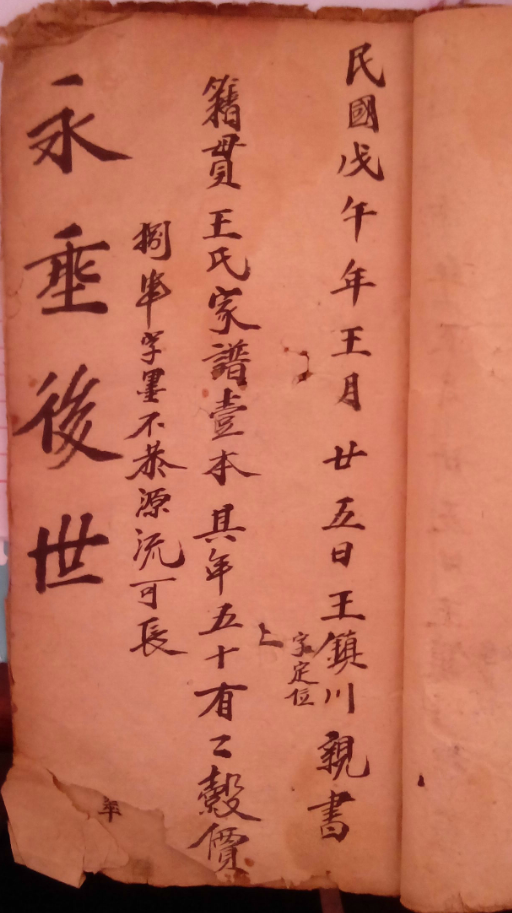 民國戊午年王月廿五日王鎮川親書
字定位
籍貫王氏家譜壹本其年五十有二穀價
捌串字墨不恭源流可長
永垂後世
年